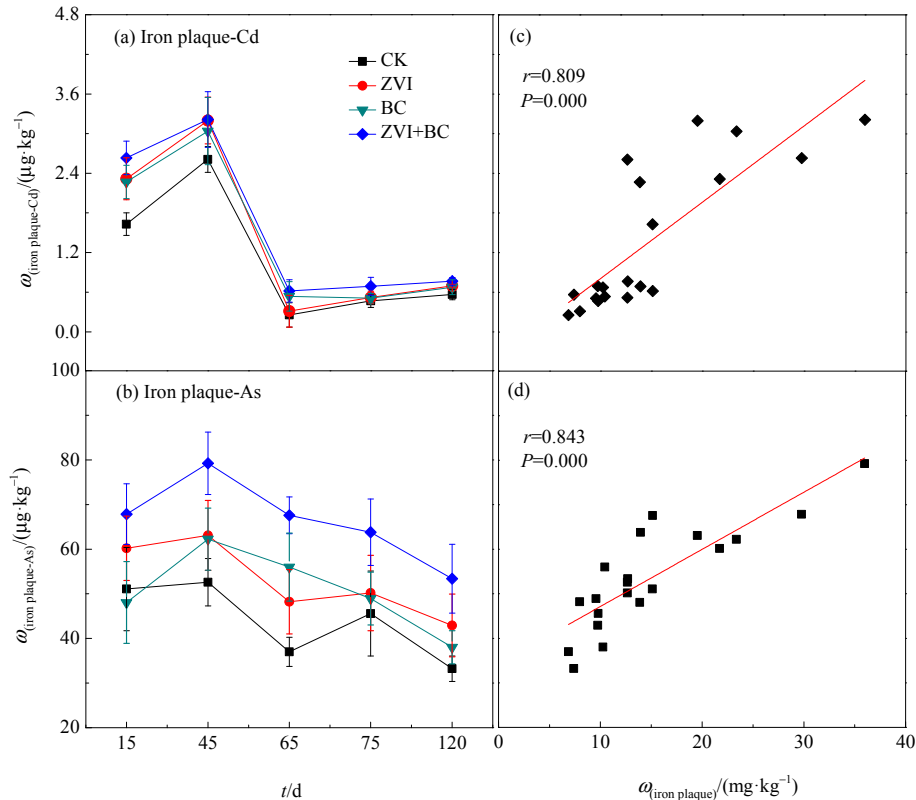 (a) Iron plaque-Cd
CK
ZVI
BC
ZVI+BC
4.8
3.6
2.4
1.2
0.0
ω(iron plaque-Cd)/(μg·kg⁻¹)
(c)
r=0.809
P=0.000
(b) Iron plaque-As
100
80
60
40
20
ω(iron plaque-As)/(μg·kg⁻¹)
15 45 65 75 120
t/d
(d)
r=0.843
P=0.000
10 20 30 40
ω(iron plaque)/(mg·kg⁻¹)